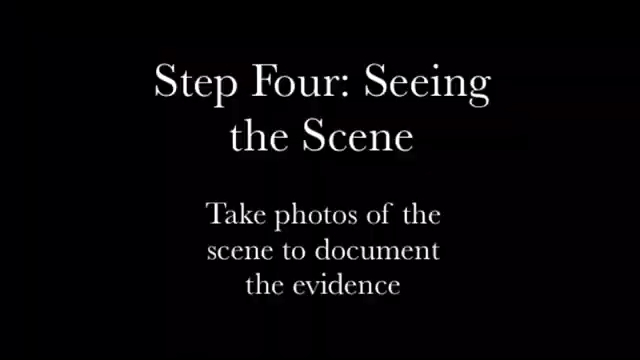 Step Four: Seeing
the Scene
Take photos of the
scene to document
the evidence